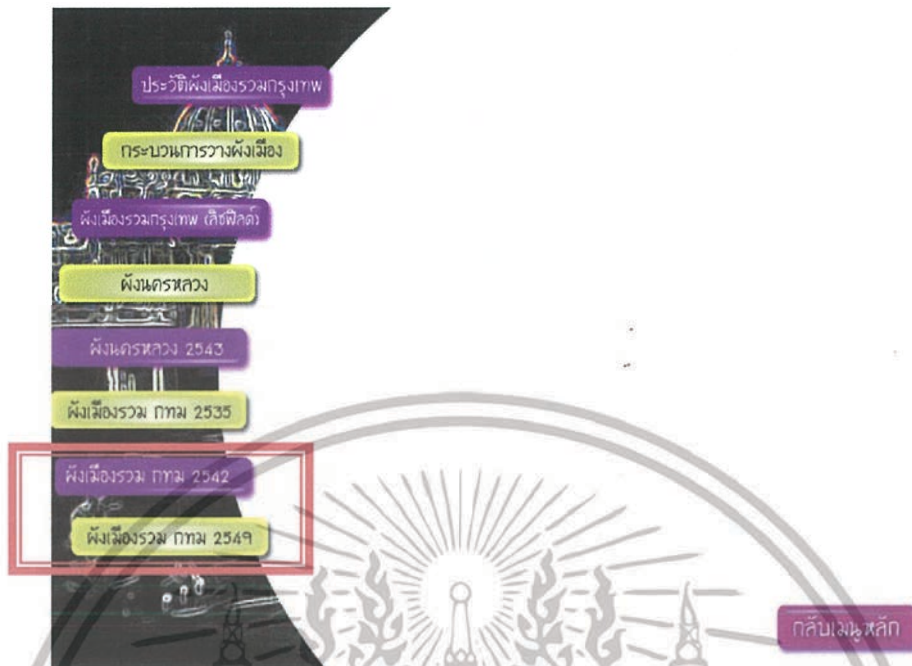 ประวัติผังเมืองรวมกรุงเทพ
กระบวนการวางผังเมือง
ผังเมืองรวมกรุงเทพ (ลิชฟิลด์)
ผังนครหลวง
ผังนครหลวง 2543
ผังเมืองรวม กทม 2535
ผังเมืองรวม กทม 2542
ผังเมืองรวม กทม 2549
กลับเมนูหลัก